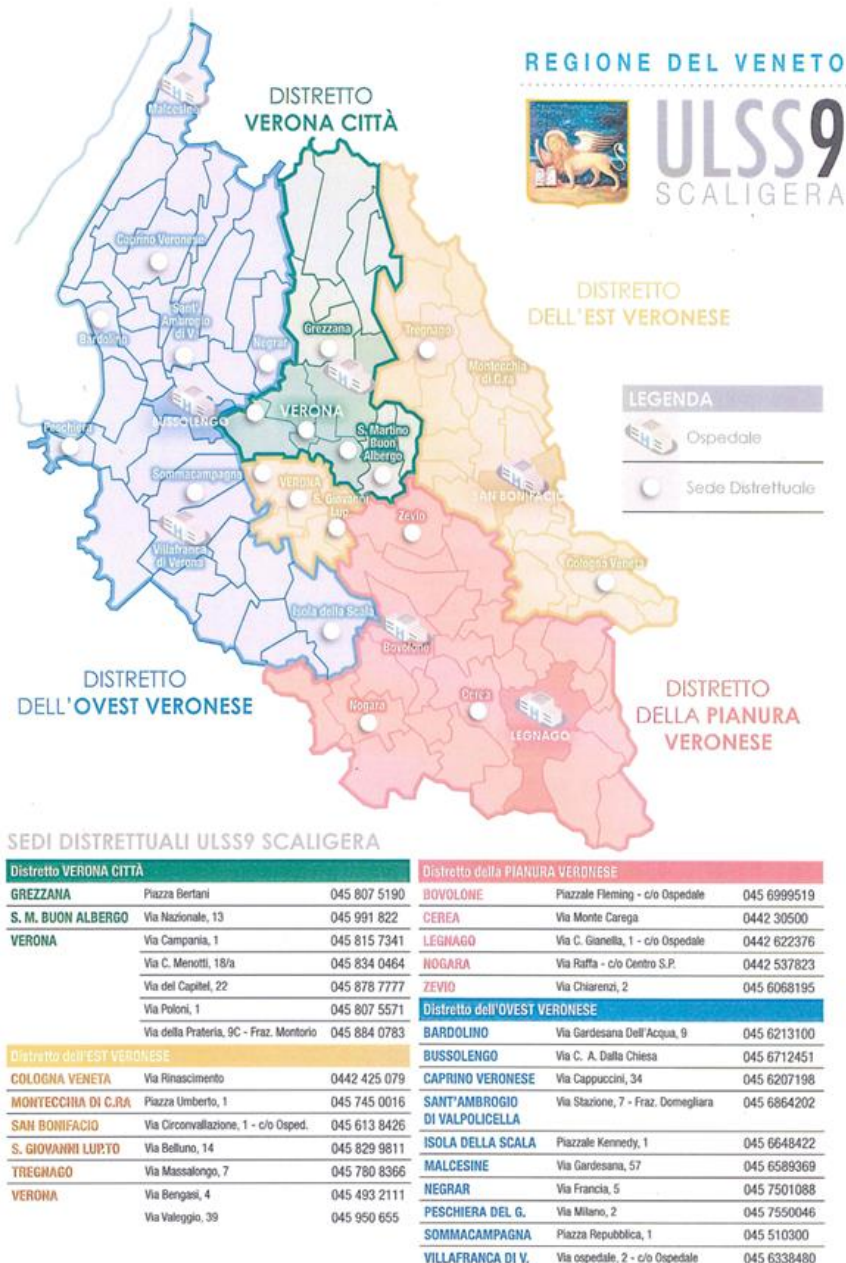 REGIONE DEL VENETO
ULSS9
SCALIGERA
DISTRETTO
VERONA CITTÀ
Malcesine
DISTRETTO
DELL'EST VERONESE
Caprino Veronese
Sant'
Ambrogio
di V.
Bardolino
Negrar
Grezzana
Tregnago
Montecchia
di C.ra
LEGENDA
Ospedale
Sede Distrettuale
BUSSOLENGO
VERONA
S. Martino
Buon
Albergo
Peschiera
Sommacampagna
VERONA
S. Giovanni
Lup.
Zevio
SAN BONIFACIO
Villafranca
di Verona
Cologna Veneta
Isola della Scala
Bovolone
DISTRETTO
DELL'OVEST VERONESE
Nogara
Cerea
LEGNAGO
DISTRETTO
DELLA PIANURA
VERONESE
SEDI DISTRETTUALI ULSS9 SCALIGERA
Distretto VERONA CITTÀ
GREZZANA Piazza Bertani 045 807 5190
S. M. BUON ALBERGO Via Nazionale, 13 045 991 822
VERONA Via Campania, 1 045 815 7341
Via C. Menotti, 18/a 045 834 0464
Via del Capitel, 22 045 878 7777
Via Poloni, 1 045 807 5571
Via della Prateria, 9C - Fraz. Montorio 045 884 0783
Distretto dell'EST VERONESE
COLOGNA VENETA Via Rinascimento 0442 425 079
MONTECCHIA DI C.RA Piazza Umberto, 1 045 745 0016
SAN BONIFACIO Via Circonvallazione, 1 - c/o Osped. 045 613 8426
S. GIOVANNI LUP.TO Via Belluno, 14 045 829 9811
TREGNAGO Via Massalongo, 7 045 780 8366
VERONA Via Bengasi, 4 045 493 2111
Via Valeggio, 39 045 950 655
Distretto della PIANURA VERONESE
BOVOLONE Piazzale Fleming - c/o Ospedale 045 6999519
CEREA Via Monte Carega 0442 30500
LEGNAGO Via C. Gianella, 1 - c/o Ospedale 0442 622376
NOGARA Via Raffa - c/o Centro S.P. 0442 537823
ZEVIO Via Chiarenzi, 2 045 6068195
Distretto dell'OVEST VERONESE
BARDOLINO Via Gardesana Dell'Acqua, 9 045 6213100
BUSSOLENGO Via C. A. Dalla Chiesa 045 6712451
CAPRINO VERONESE Via Cappuccini, 34 045 6207198
SANT'AMBROGIO Via Stazione, 7 - Fraz. Domegliara 045 6864202
DI VALPOLICELLA
ISOLA DELLA SCALA Piazzale Kennedy, 1 045 6648422
MALCESINE Via Gardesana, 57 045 6589369
NEGRAR Via Francia, 5 045 7501088
PESCHIERA DEL G. Via Milano, 2 045 7550046
SOMMACAMPAGNA Piazza Repubblica, 1 045 510300
VILLAFRANCA DI V. Via ospedale, 2 - c/o Ospedale 045 6338480